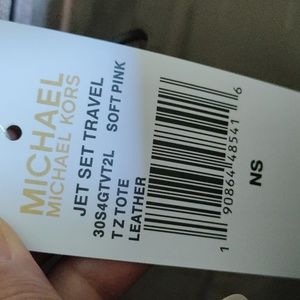 MICHAEL
MICHAEL KORS
JET SET TRAVEL
30S4GTVT2L SOFT PINK
T Z TOTE
LEATHER
1 90864 48541 6
NS